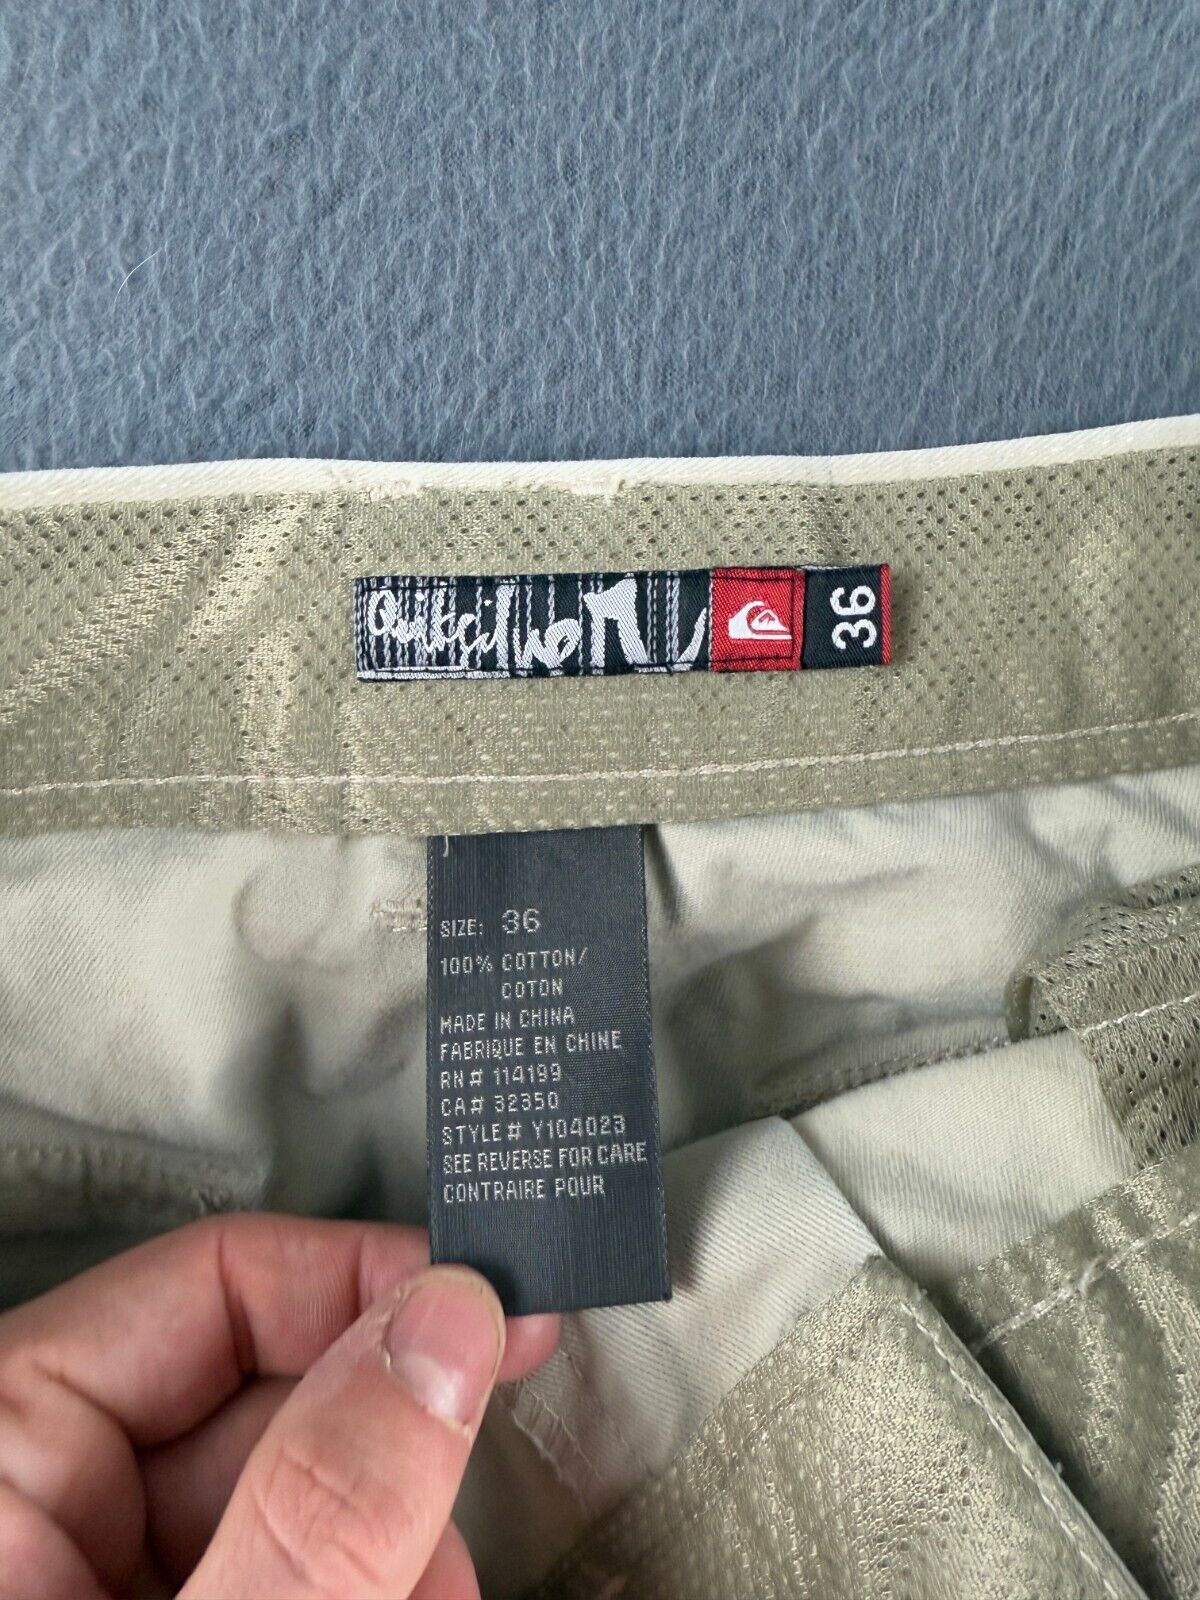 Quiksilver
36
SIZE: 36
100% COTTON/
COTON
MADE IN CHINA
FABRIQUE EN CHINE
RN# 114199
CA# 32350
STYLE# Y104023
SEE REVERSE FOR CARE
CONTRAIRE POUR